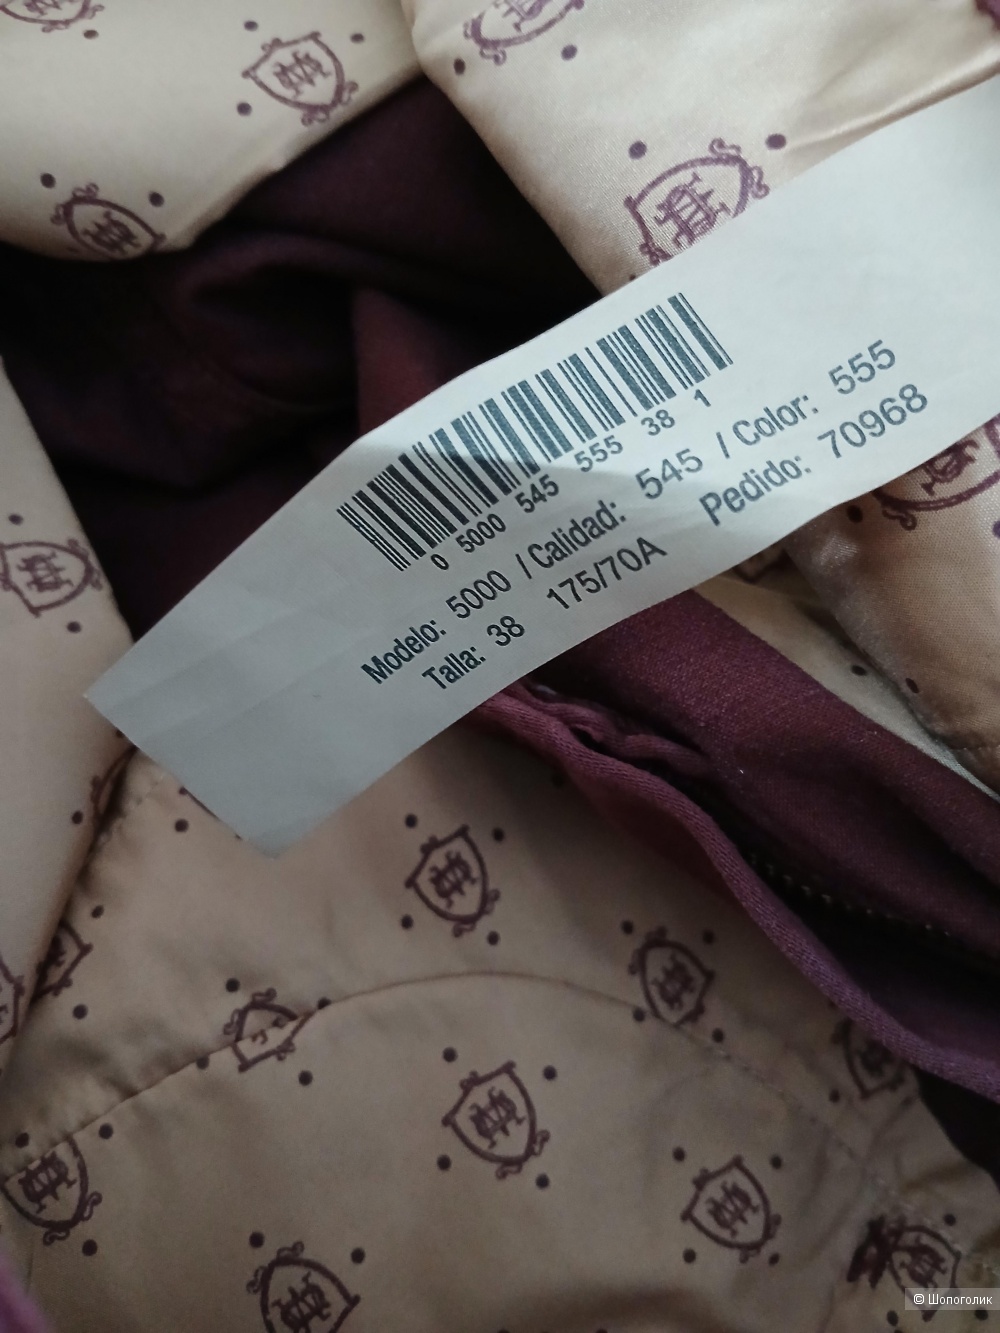 0 5000 545 555 38 1
Modelo: 5000 / Calidad: 545 / Color: 555
Talla: 38 175/70A Pedido: 70968
© Шопоголик